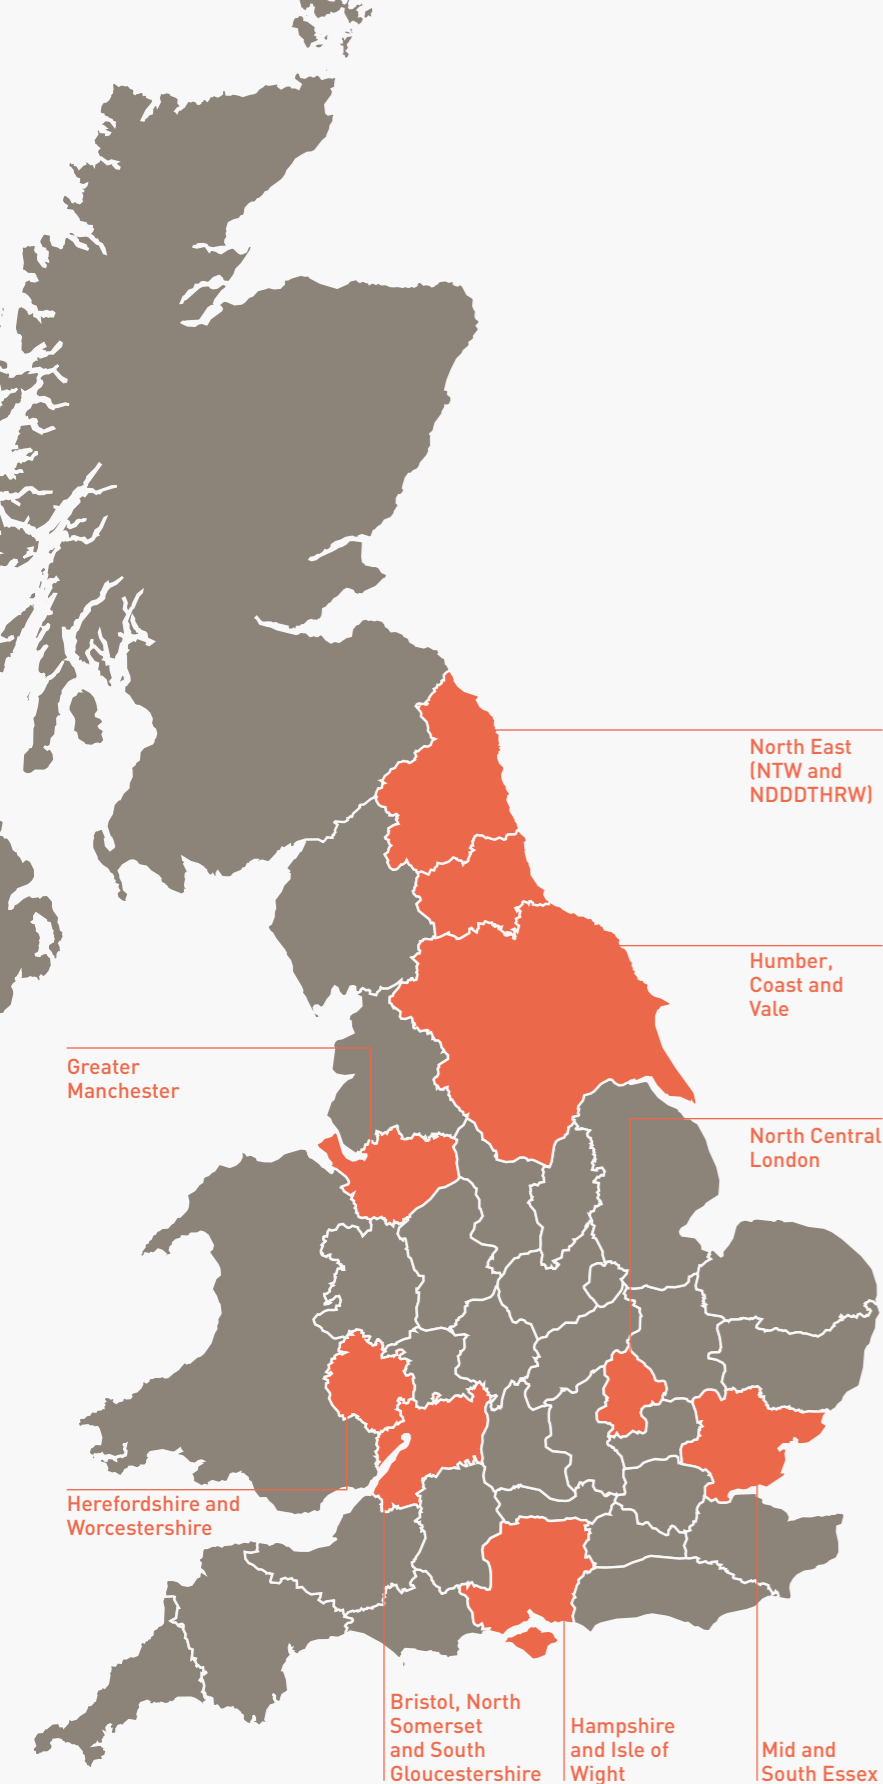 North East
(NTW and
NDDDTHRW)
Humber,
Coast and
Vale
Greater
Manchester
North Central
London
Herefordshire and
Worcestershire
Bristol, North
Somerset
and South
Gloucestershire
Hampshire
and Isle of
Wight
Mid and
South Essex